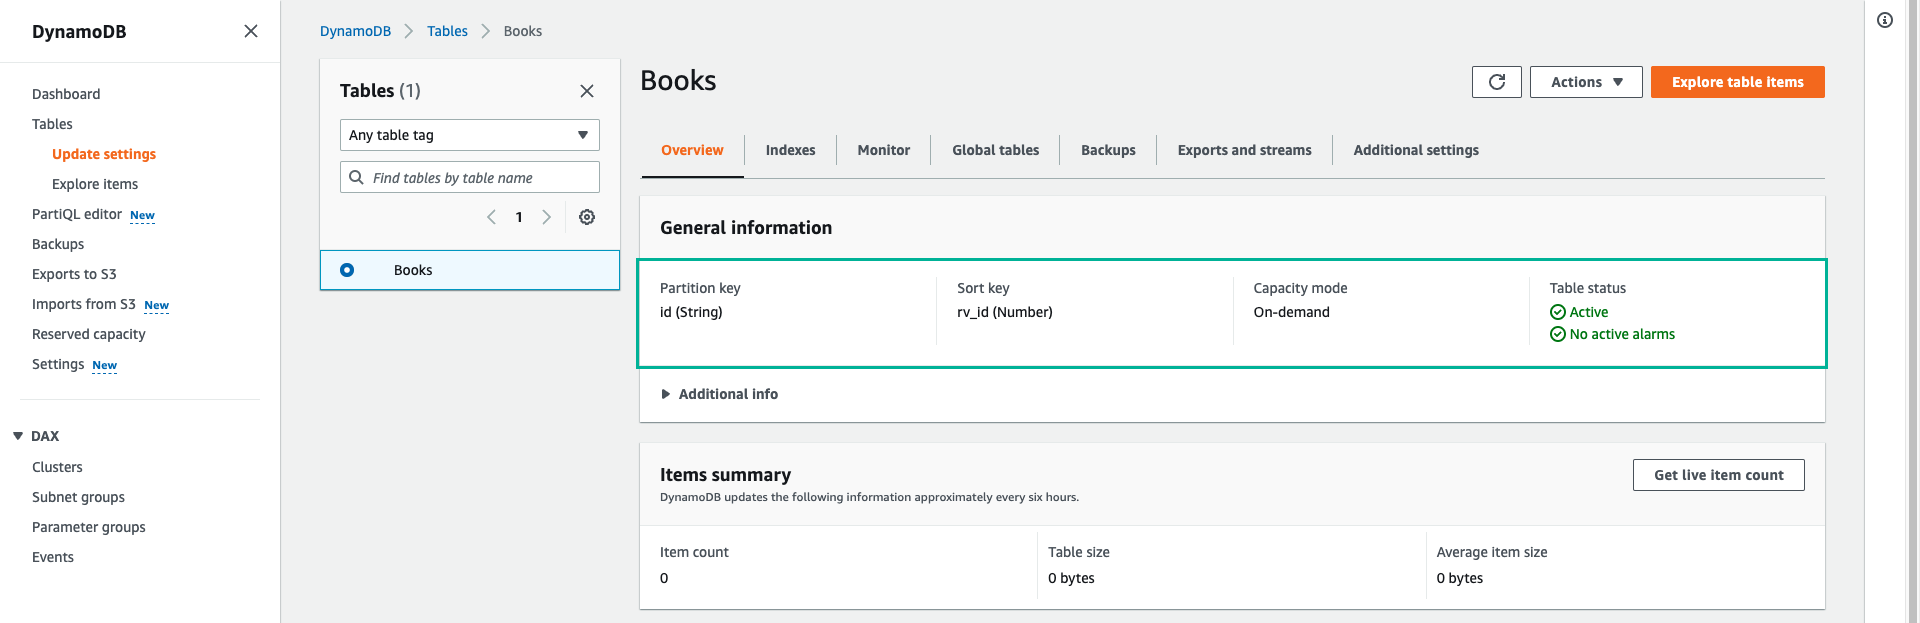 DynamoDB
Dashboard
Tables
Update settings
Explore items
PartiQL editor New
Backups
Exports to S3
Imports from S3 New
Reserved capacity
Settings New
DAX
Clusters
Subnet groups
Parameter groups
Events
DynamoDB Tables Books
Tables (1)
Any table tag
Find tables by table name
1
Books
Books
Actions
Explore table items
Overview
Indexes
Monitor
Global tables
Backups
Exports and streams
Additional settings
General information
Partition key
id (String)
Sort key
rv_id (Number)
Capacity mode
On-demand
Table status
Active
No active alarms
Additional info
Items summary
DynamoDB updates the following information approximately every six hours.
Get live item count
Item count
0
Table size
0 bytes
Average item size
0 bytes